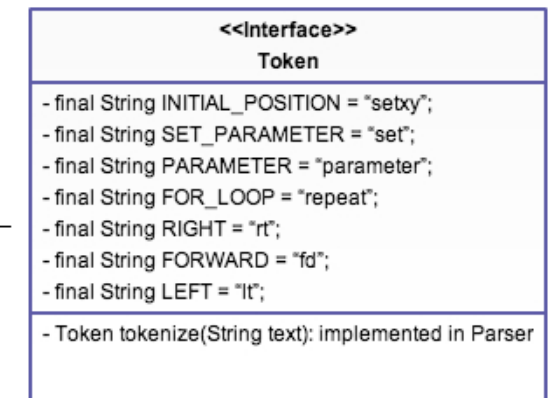 <<Interface>>
Token
- final String INITIAL_POSITION = “setxy”;
- final String SET_PARAMETER = “set”;
- final String PARAMETER = “parameter”;
- final String FOR_LOOP = “repeat”;
- final String RIGHT = “rt”;
- final String FORWARD = “fd”;
- final String LEFT = “lt”;
- Token tokenize(String text): implemented in Parser